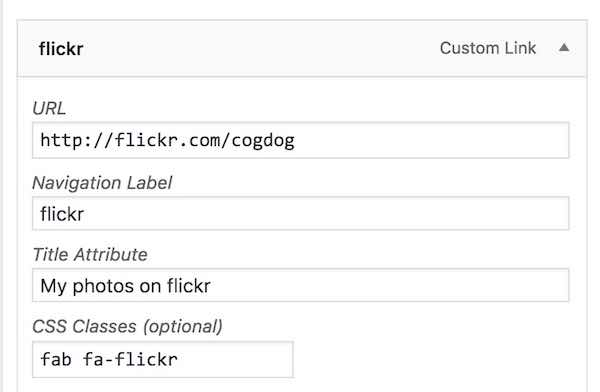 flickr Custom Link ▲
URL
http://flickr.com/cogdog
Navigation Label
flickr
Title Attribute
My photos on flickr
CSS Classes (optional)
fab fa-flickr